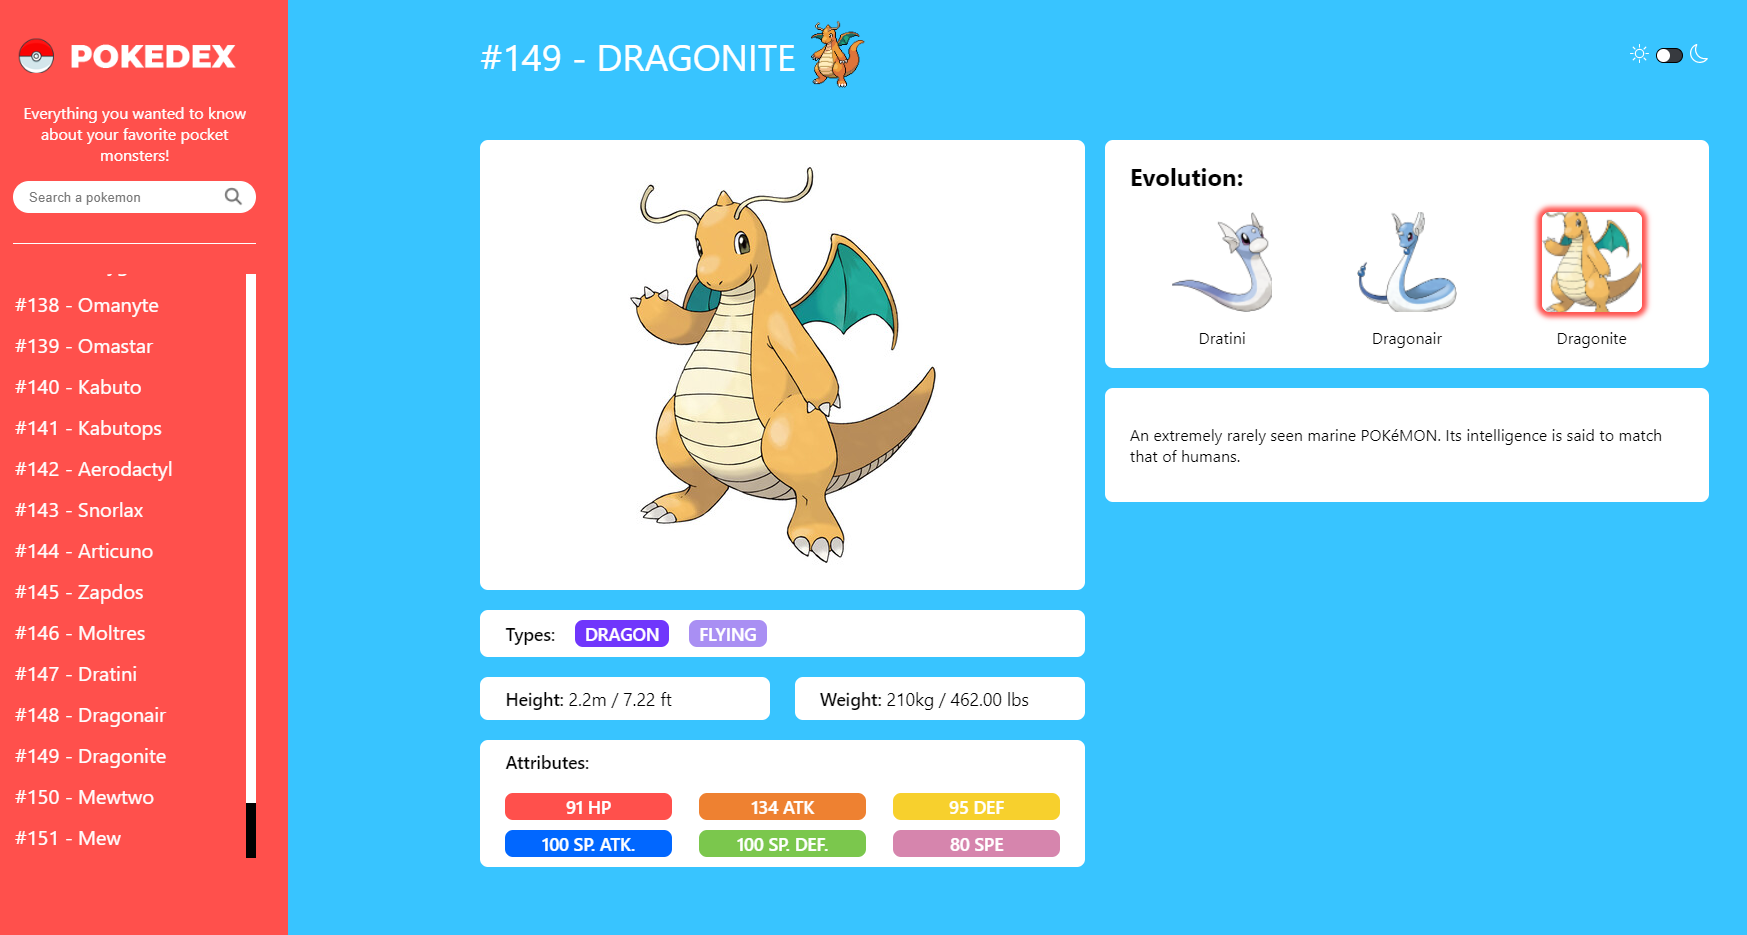 POKEDEX
Everything you wanted to know
about your favorite pocket
monsters!
Search a pokemon
#138 - Omanyte
#139 - Omastar
#140 - Kabuto
#141 - Kabutops
#142 - Aerodactyl
#143 - Snorlax
#144 - Articuno
#145 - Zapdos
#146 - Moltres
#147 - Dratini
#148 - Dragonair
#149 - Dragonite
#150 - Mewtwo
#151 - Mew
#149 - DRAGONITE
Types: DRAGON FLYING
Height: 2.2m / 7.22 ft
Weight: 210kg / 462.00 lbs
Attributes:
91 HP 134 ATK 95 DEF
100 SP. ATK. 100 SP. DEF. 80 SPE
Evolution:
Dratini Dragonair Dragonite
An extremely rarely seen marine POKéMON. Its intelligence is said to match
that of humans.